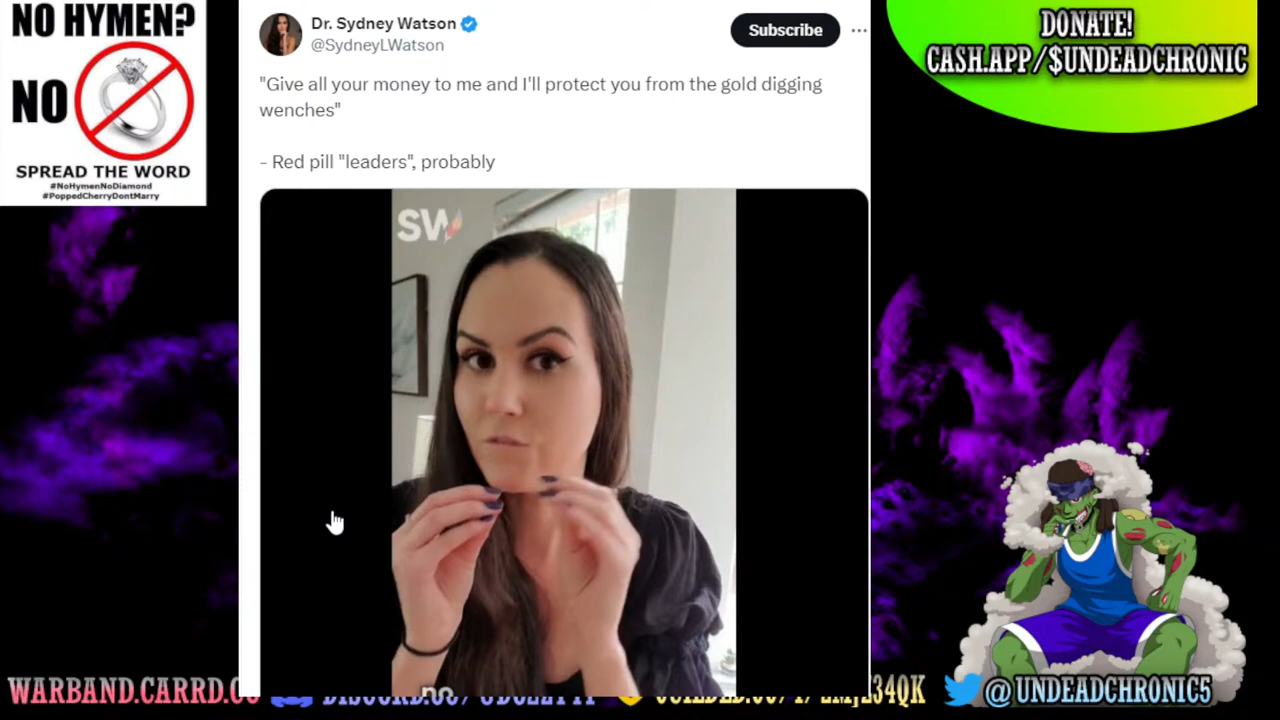 NO HYMEN?
NO
SPREAD THE WORD
#NoHymenNoDiamond
#PoppedCherryDontMarry
Dr. Sydney Watson
@SydneyLWatson
Subscribe
"Give all your money to me and I'll protect you from the gold digging
wenches"
- Red pill "leaders", probably
SW
no
DONATE!
CASH.APP/$UNDEADCHRONIC
WARBAND.CARRD.CO
@UNDEADCHRONIC5